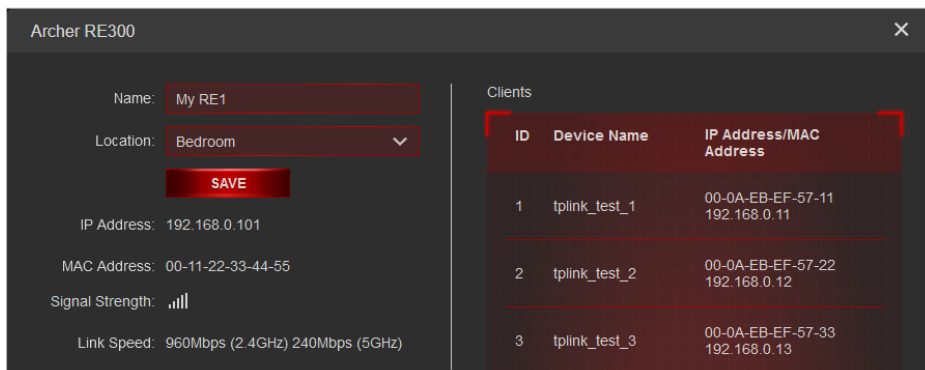 Archer RE300
Name: My RE1
Location: Bedroom
SAVE
IP Address: 192.168.0.101
MAC Address: 00-11-22-33-44-55
Signal Strength:
Link Speed: 960Mbps (2.4GHz) 240Mbps (5GHz)
Clients
ID Device Name IP Address/MAC
Address
1 tplink_test_1 00-0A-EB-EF-57-11
192.168.0.11
2 tplink_test_2 00-0A-EB-EF-57-22
192.168.0.12
3 tplink_test_3 00-0A-EB-EF-57-33
192.168.0.13